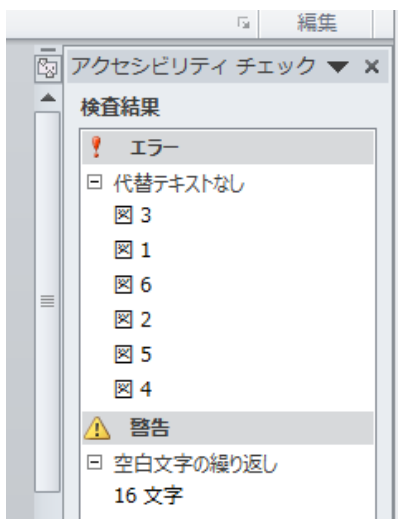 編集
アクセシビリティ チェック
検査結果
エラー
代替テキストなし
図 3
図 1
図 6
図 2
図 5
図 4
警告
空白文字の繰り返し
16 文字